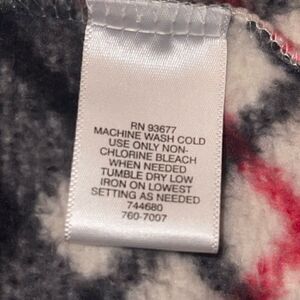 RN 93677
MACHINE WASH COLD
USE ONLY NON-
CHLORINE BLEACH
WHEN NEEDED
TUMBLE DRY LOW
IRON ON LOWEST
SETTING AS NEEDED
744680
760-7007